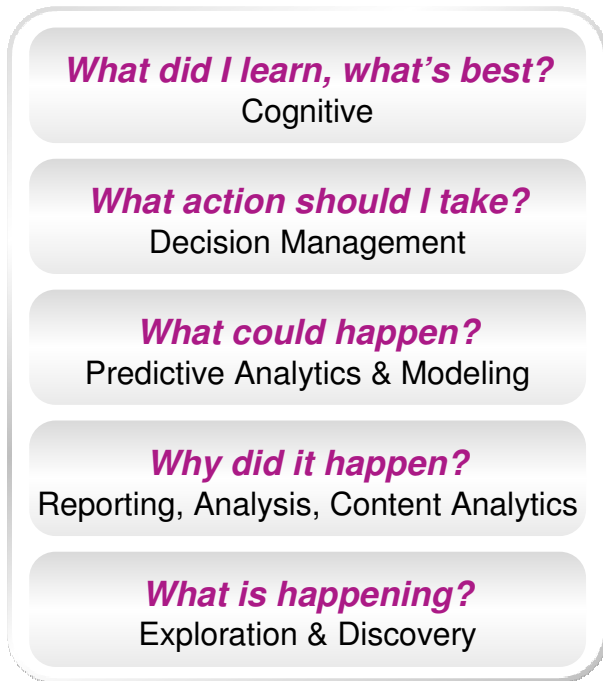 What did I learn, what’s best?
Cognitive
What action should I take?
Decision Management
What could happen?
Predictive Analytics & Modeling
Why did it happen?
Reporting, Analysis, Content Analytics
What is happening?
Exploration & Discovery